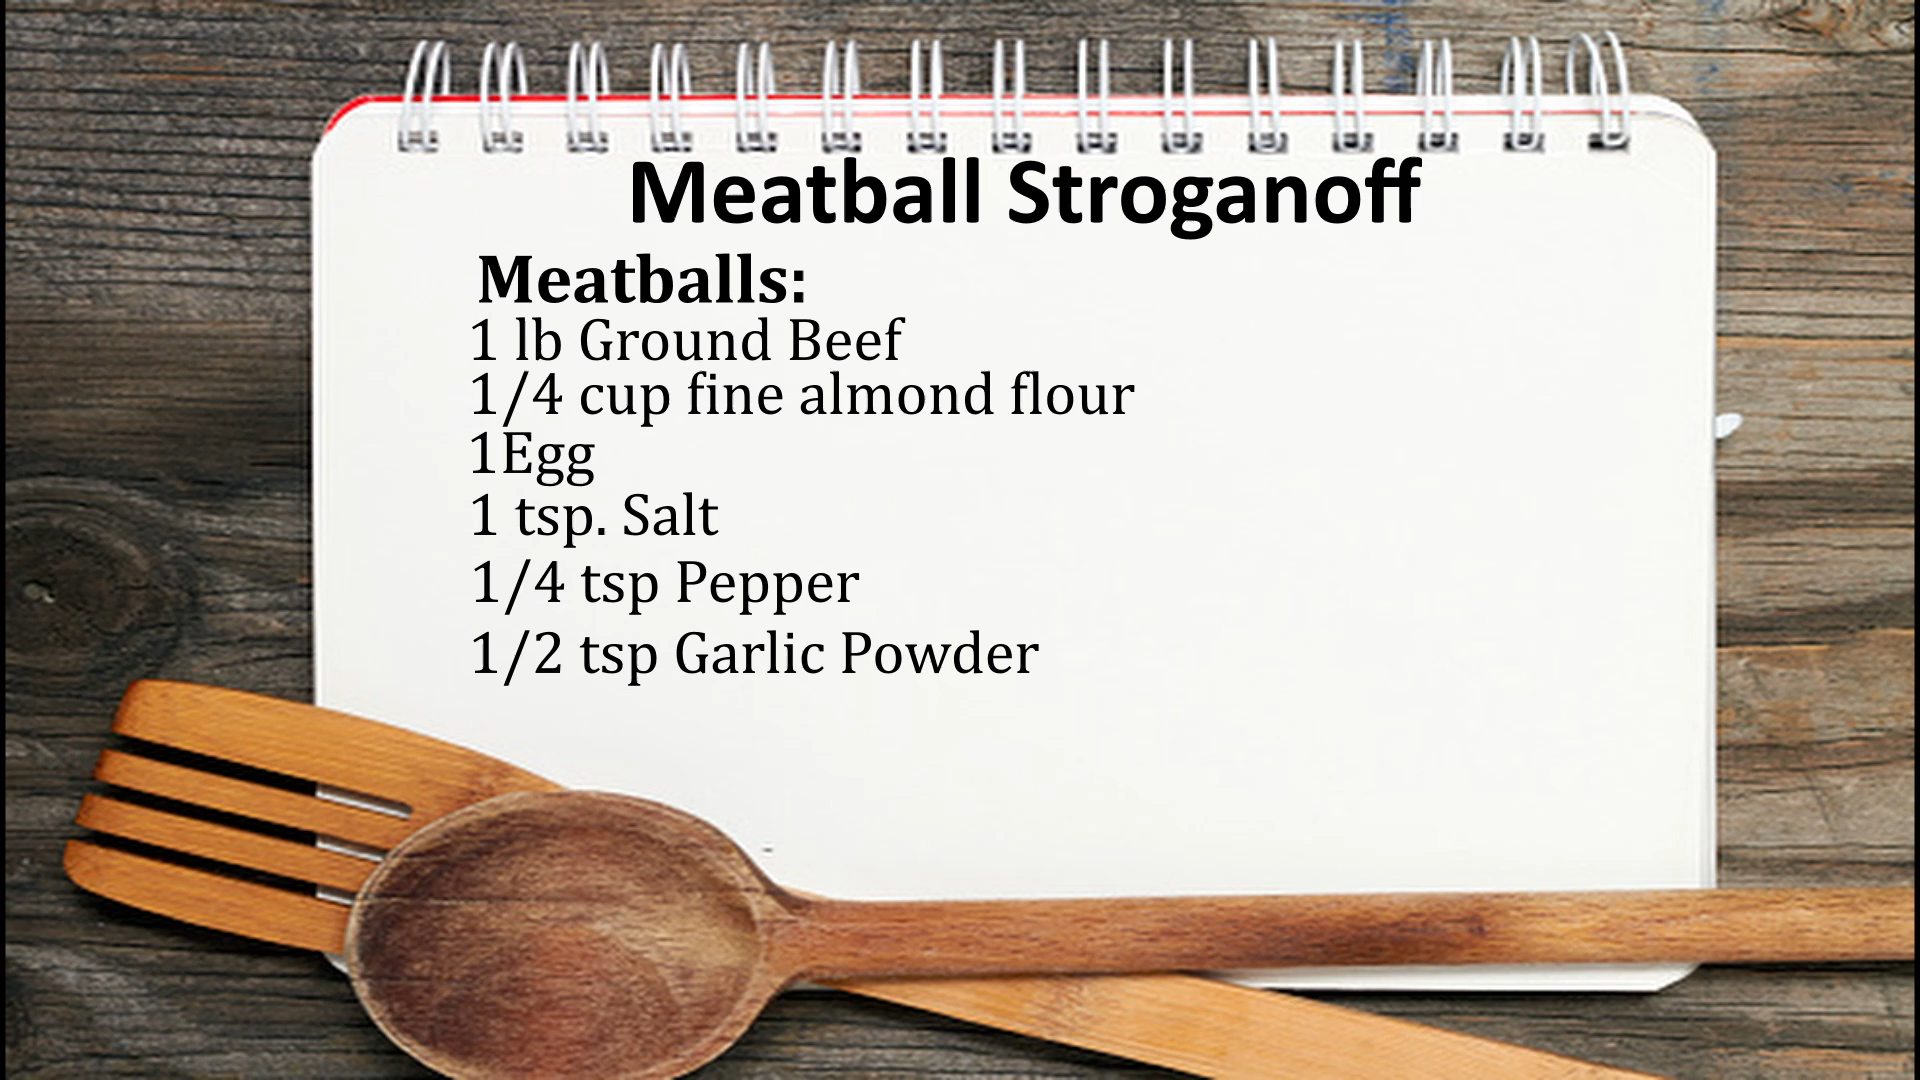 Meatball Stroganoff
Meatballs:
1 lb Ground Beef
1/4 cup fine almond flour
1Egg
1 tsp. Salt
1/4 tsp Pepper
1/2 tsp Garlic Powder